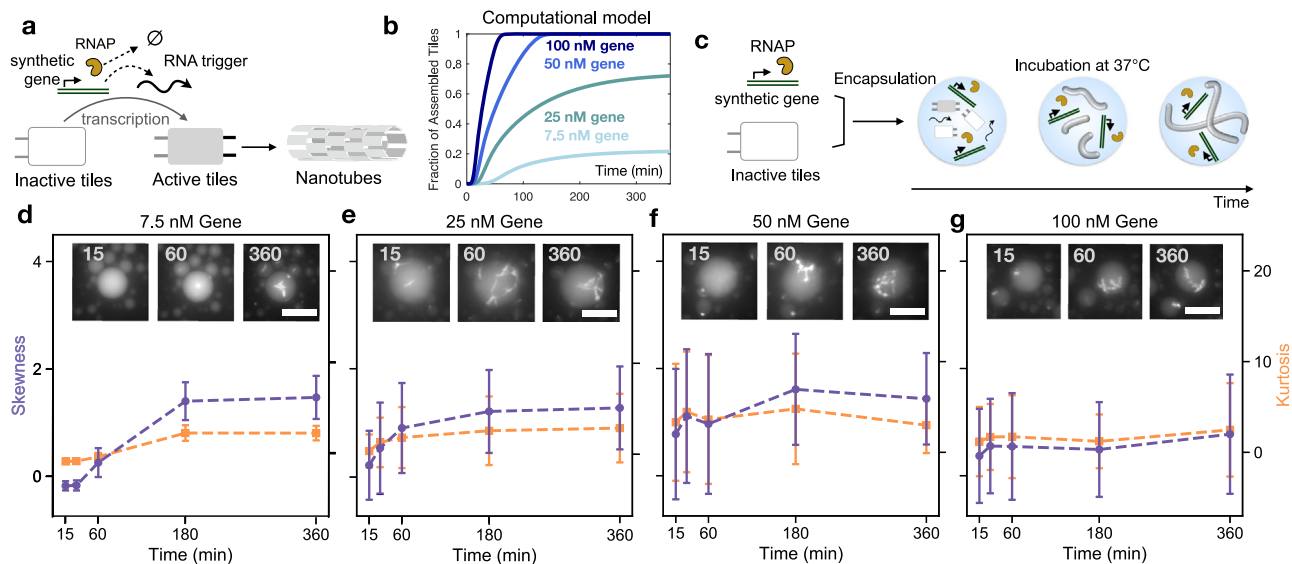 a
RNAP
∅
synthetic
gene
RNA trigger
transcription
Inactive tiles
Active tiles
Nanotubes
b
Computational model
Fraction of Assembled Tiles
1
0.8
0.6
0.4
0.2
0
0
100
200
300
100 nM gene
50 nM gene
25 nM gene
7.5 nM gene
Time (min)
c
RNAP
synthetic gene
Inactive tiles
Encapsulation
Incubation at 37°C
Time
d
7.5 nM Gene
15
60
360
Skewness
4
2
0
15
60
180
360
Time (min)
e
25 nM Gene
15
60
360
15
60
180
360
Time (min)
f
50 nM Gene
15
60
360
15
60
180
360
Time (min)
g
100 nM Gene
15
60
360
20
10
0
Kurtosis
15
60
180
360
Time (min)